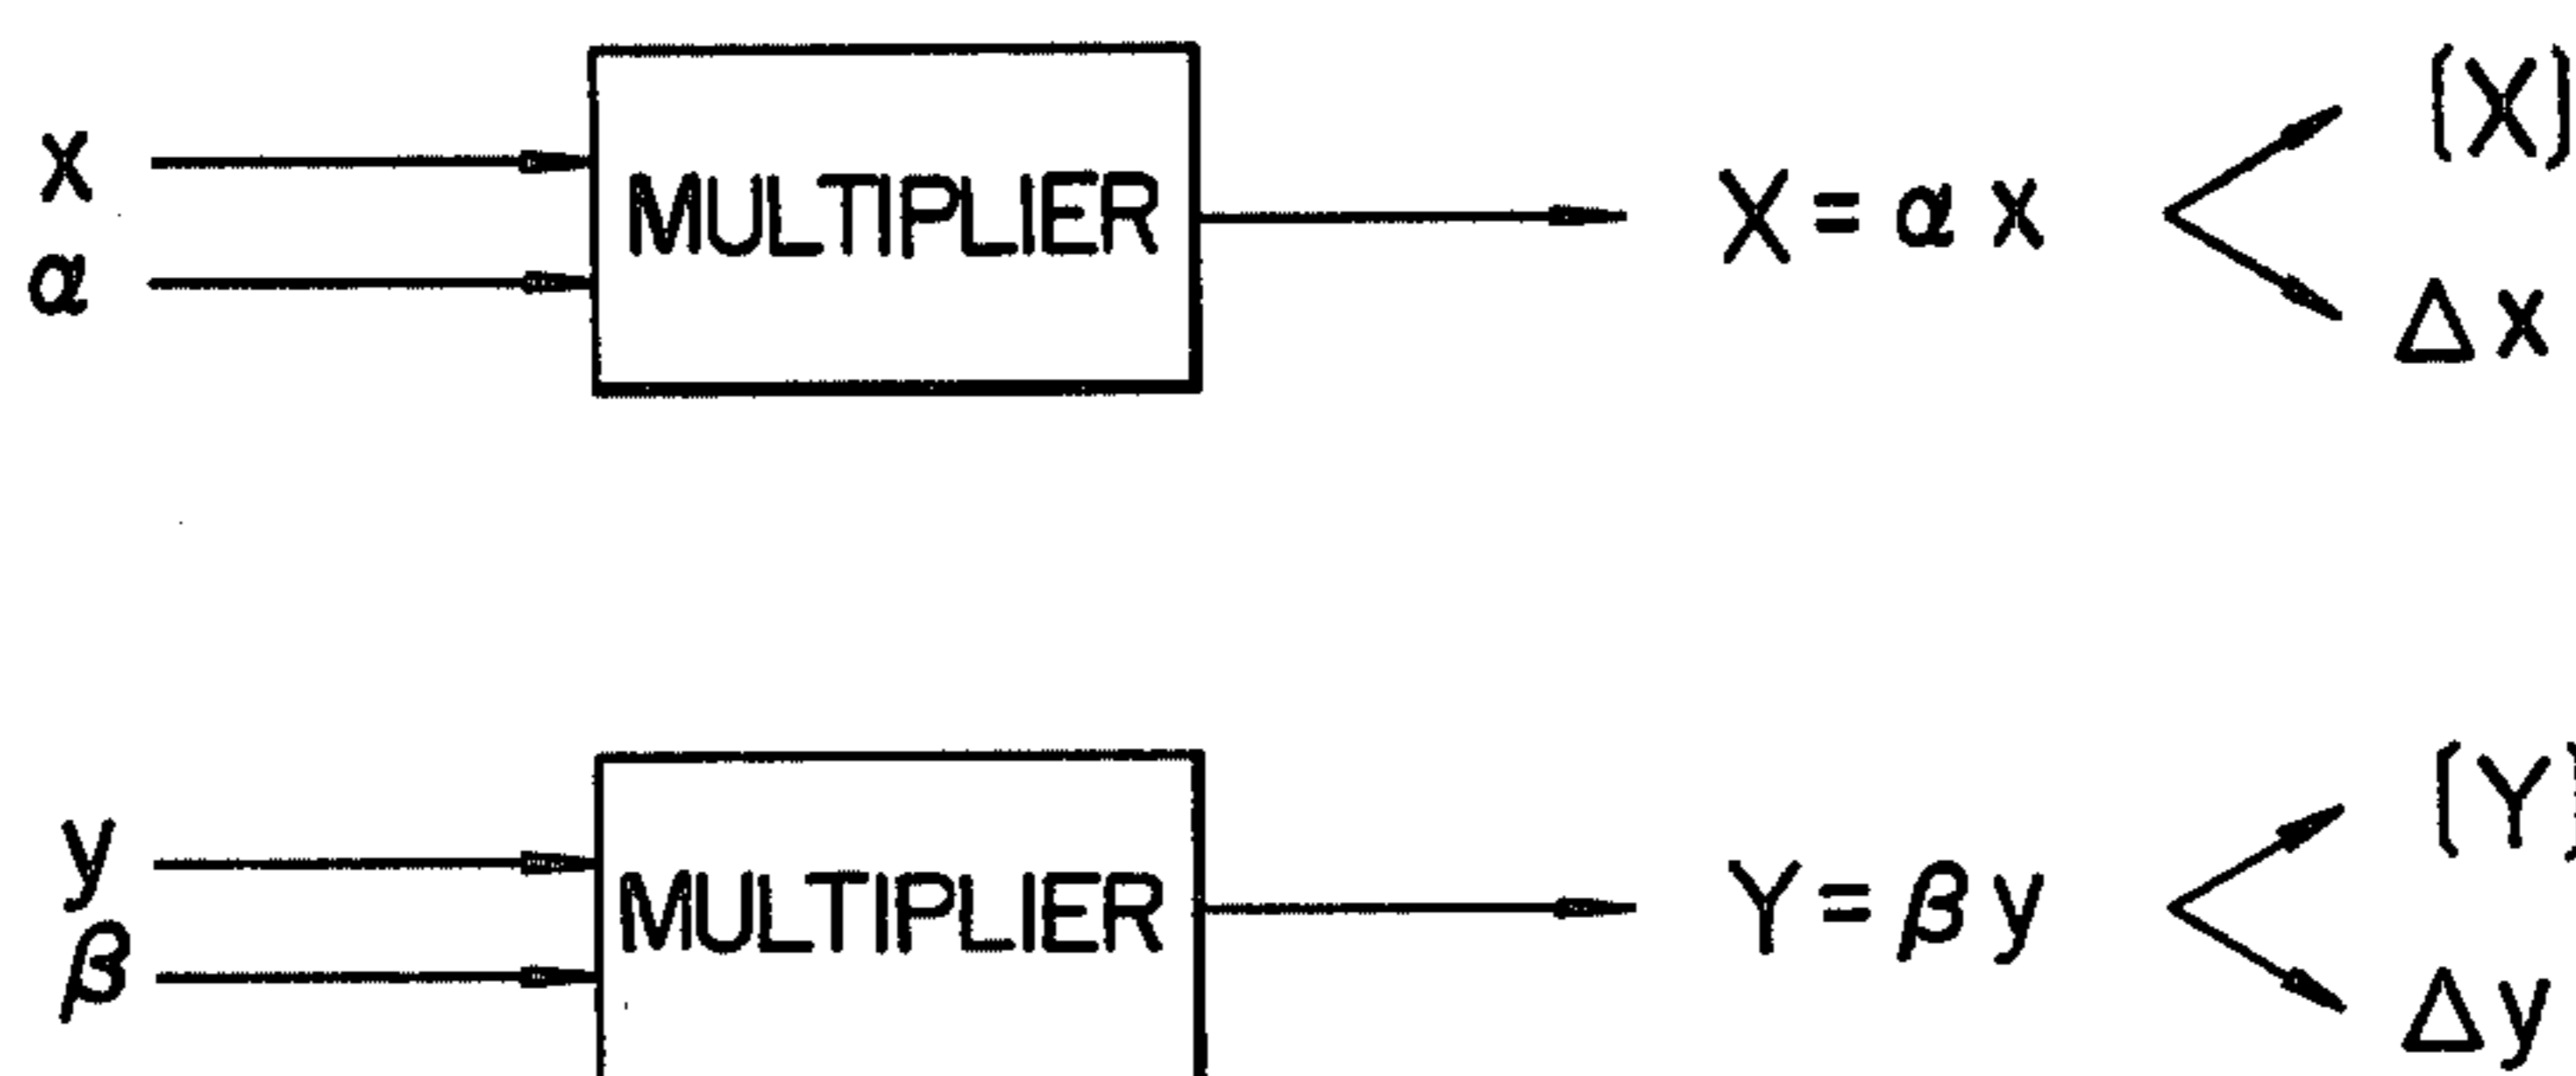 x
α
MULTIPLIER
X = α x
[X]
Δx
y
β
MULTIPLIER
Y = β y
[Y]
Δy